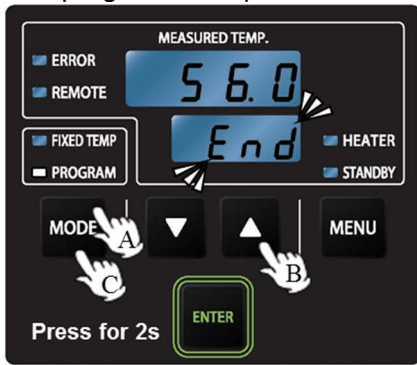 MEASURED TEMP.
ERROR
REMOTE
56.0
End
FIXED TEMP
PROGRAM
HEATER
STANDBY
MODE
A
▼
▲
B
MENU
C
Press for 2s
ENTER